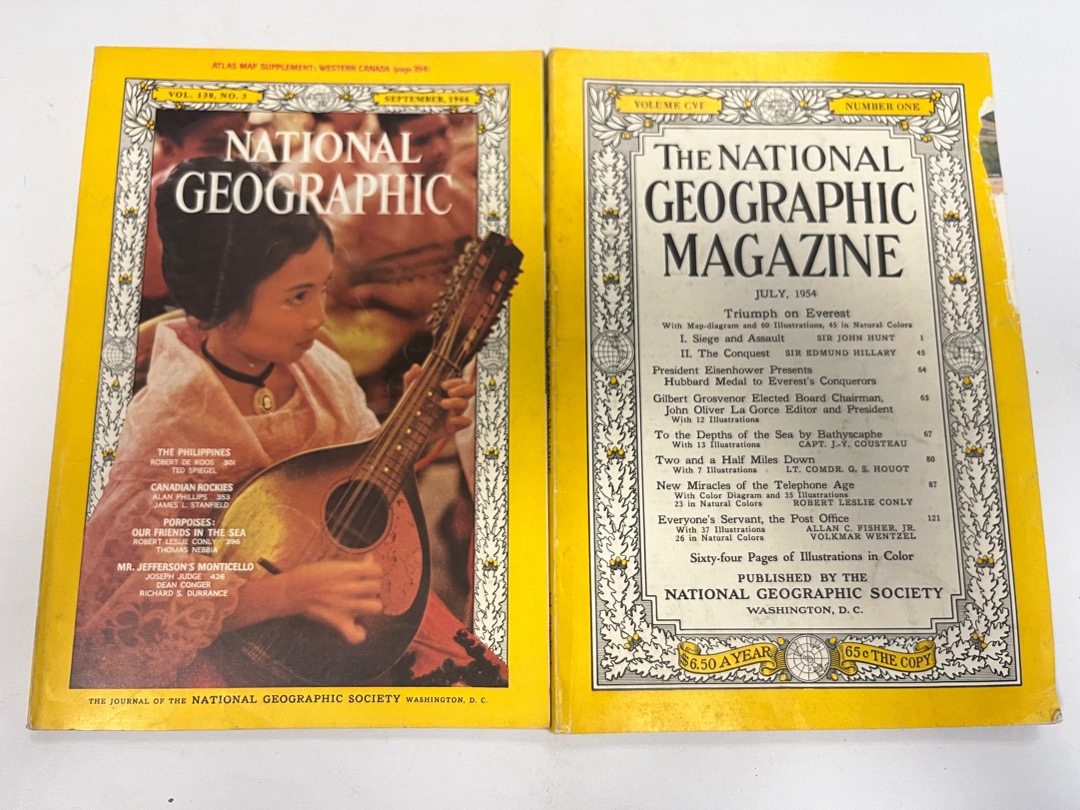 ATLAS MAP SUPPLEMENT: WESTERN CANADA (page 394)
VOL. 130, NO. 3
SEPTEMBER, 1966
NATIONAL
GEOGRAPHIC
THE PHILIPPINES
ROBERT DE ROOS 301
TED SPIEGEL
CANADIAN ROCKIES
ALAN PHILLIPS 353
JAMES L. STANFIELD
PORPOISES:
OUR FRIENDS IN THE SEA
ROBERT LESLIE CONLY 396
THOMAS NEBBIA
MR. JEFFERSON'S MONTICELLO
JOSEPH JUDGE 426
DEAN CONGER
RICHARD S. DURRANCE
THE JOURNAL OF THE NATIONAL GEOGRAPHIC SOCIETY WASHINGTON, D. C.
VOLUME CVI
NUMBER ONE
THE NATIONAL
GEOGRAPHIC
MAGAZINE
JULY, 1954
Triumph on Everest
With Map-diagram and 60 Illustrations, 45 in Natural Colors
I. Siege and Assault SIR JOHN HUNT 1
II. The Conquest SIR EDMUND HILLARY 45
President Eisenhower Presents 64
Hubbard Medal to Everest's Conquerors
Gilbert Grosvenor Elected Board Chairman, 65
John Oliver La Gorce Editor and President
With 12 Illustrations
To the Depths of the Sea by Bathyscaphe 67
With 13 Illustrations CAPT. J.-Y. COUSTEAU
Two and a Half Miles Down 80
With 7 Illustrations LT. COMDR. G. S. HOUOT
New Miracles of the Telephone Age 87
With Color Diagram and 35 Illustrations
23 in Natural Colors ROBERT LESLIE CONLY
Everyone's Servant, the Post Office 121
With 37 Illustrations ALLAN C. FISHER, JR.
26 in Natural Colors VOLKMAR WENTZEL
Sixty-four Pages of Illustrations in Color
PUBLISHED BY THE
NATIONAL GEOGRAPHIC SOCIETY
WASHINGTON, D. C.
$6.50 A YEAR
65¢ THE COPY